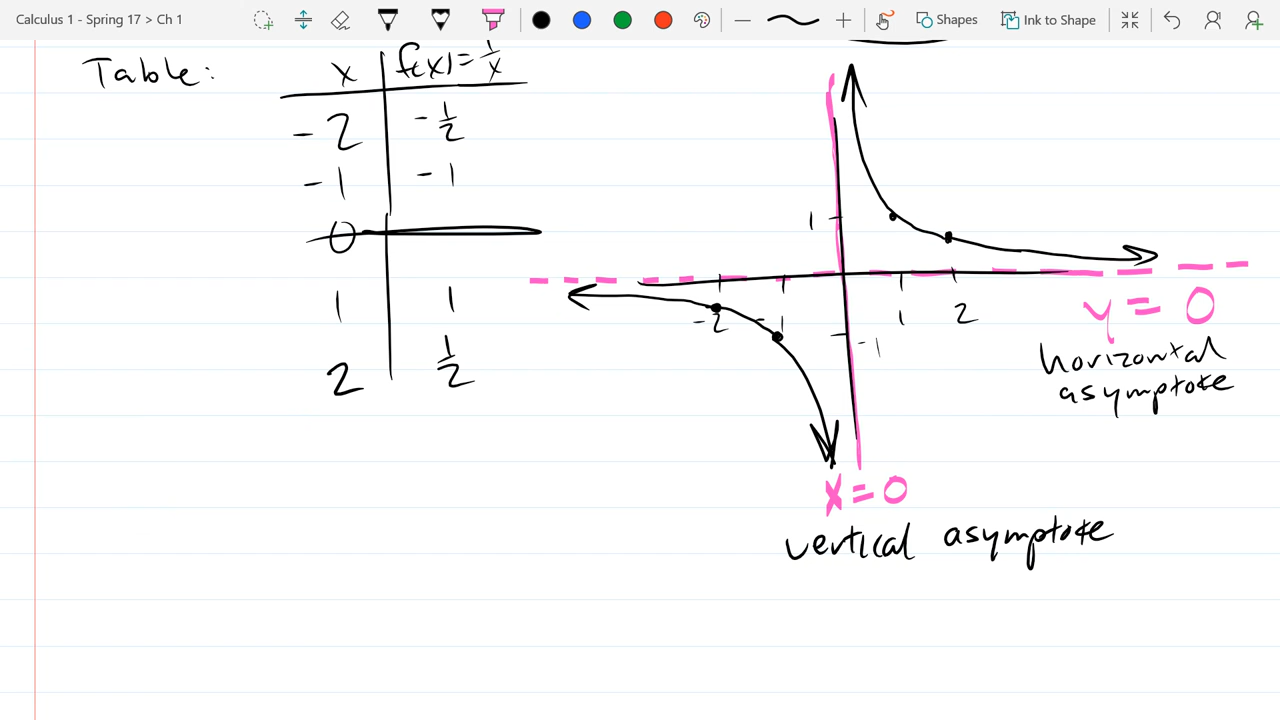 Calculus 1 - Spring 17 > Ch 1
Shapes
Ink to Shape
Table:
x f(x)=1/x
-2 -1/2
-1 -1
0
1 1
2 1/2
1
-2 -1 1 2
-1
y = 0
horizontal
asymptote
x = 0
vertical asymptote